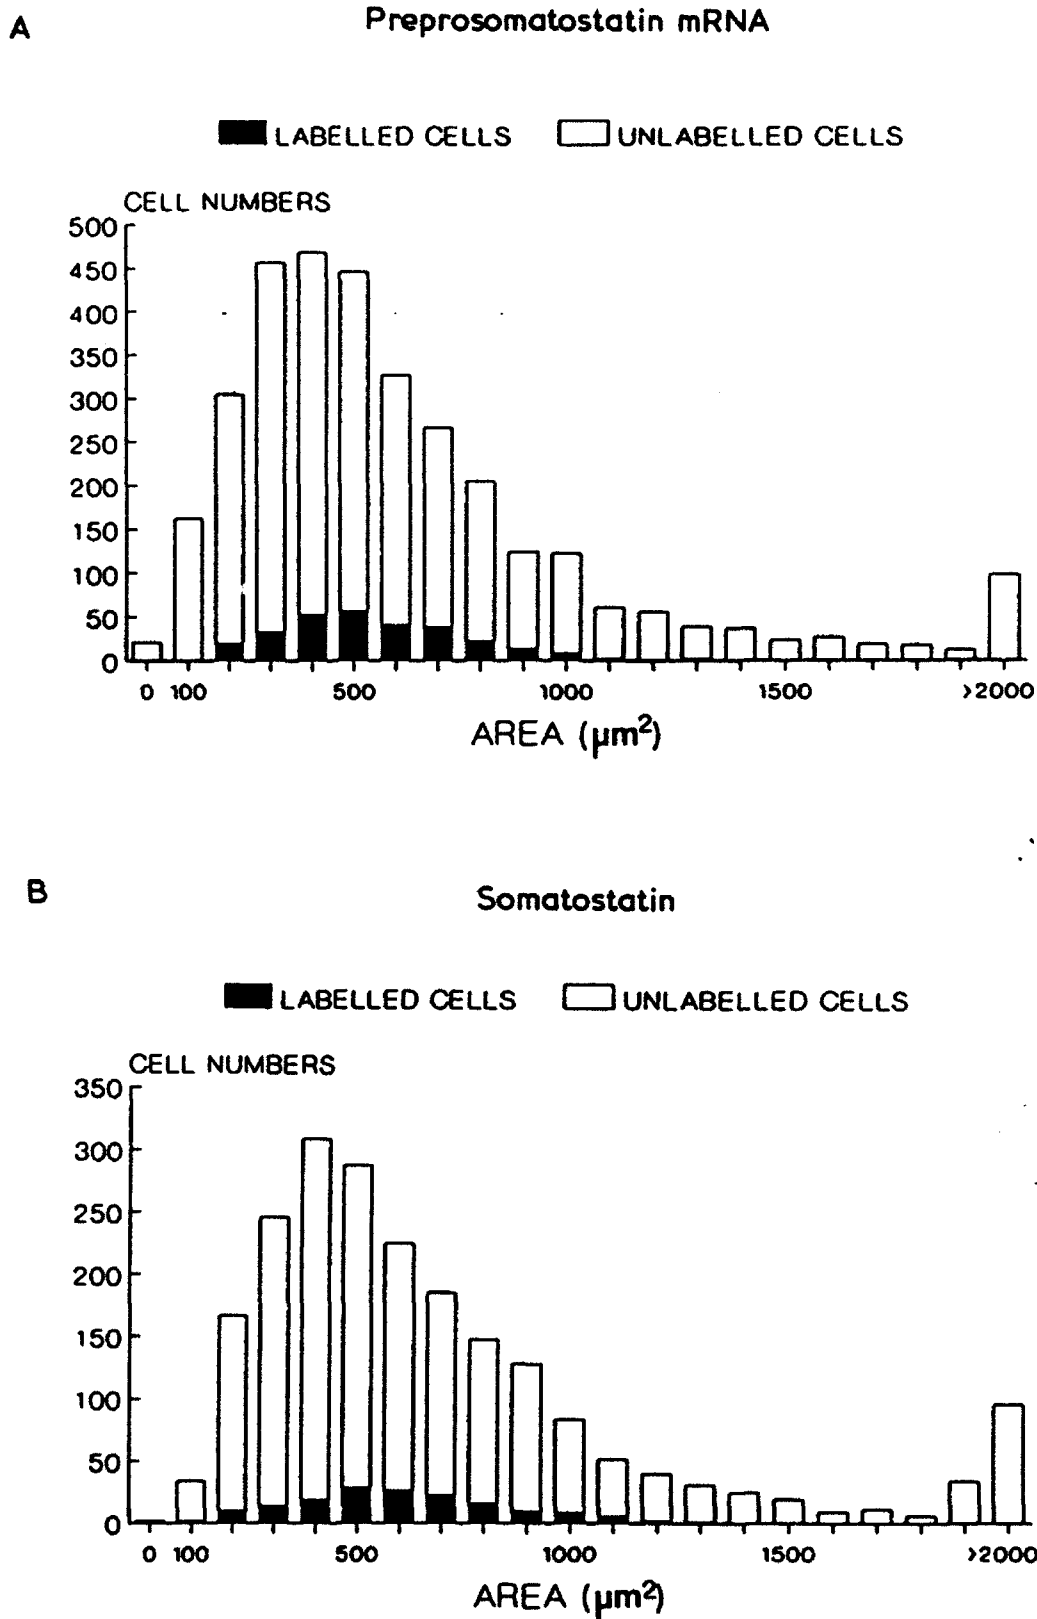 A
Preprosomatostatin mRNA
LABELLED CELLS UNLABELLED CELLS
CELL NUMBERS
500
450
400
350
300
250
200
150
100
50
0
0 100 500 1000 1500 >2000
AREA (µm²)
B
Somatostatin
LABELLED CELLS UNLABELLED CELLS
CELL NUMBERS
350
300
250
200
150
100
50
0
0 100 500 1000 1500 >2000
AREA (µm²)